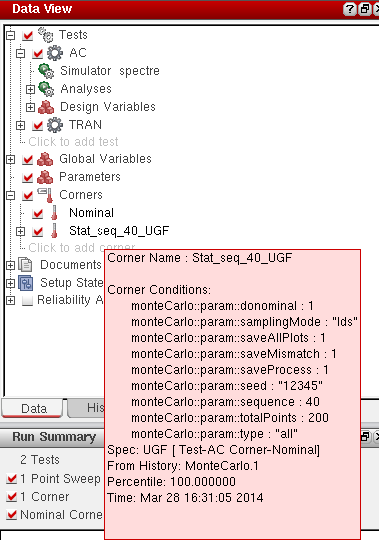 Data View
Tests
AC
Simulator spectre
Analyses
Design Variables
TRAN
Click to add test
Global Variables
Parameters
Corners
Nominal
Stat_seq_40_UGF
Click to add corner
Documents
Setup State
Reliability A
Corner Name : Stat_seq_40_UGF
Corner Conditions:
monteCarlo::param::donominal : 1
monteCarlo::param::samplingMode : "lds"
monteCarlo::param::saveAllPlots : 1
monteCarlo::param::saveMismatch : 1
monteCarlo::param::saveProcess : 1
monteCarlo::param::seed : "12345"
monteCarlo::param::sequence : 40
monteCarlo::param::totalPoints : 200
monteCarlo::param::type : "all"
Spec: UGF [ Test-AC Corner-Nominal]
From History: MonteCarlo.1
Percentile: 100.000000
Time: Mar 28 16:31:05 2014
Data
His
Run Summary
2 Tests
1 Point Sweep
1 Corner
Nominal Corner